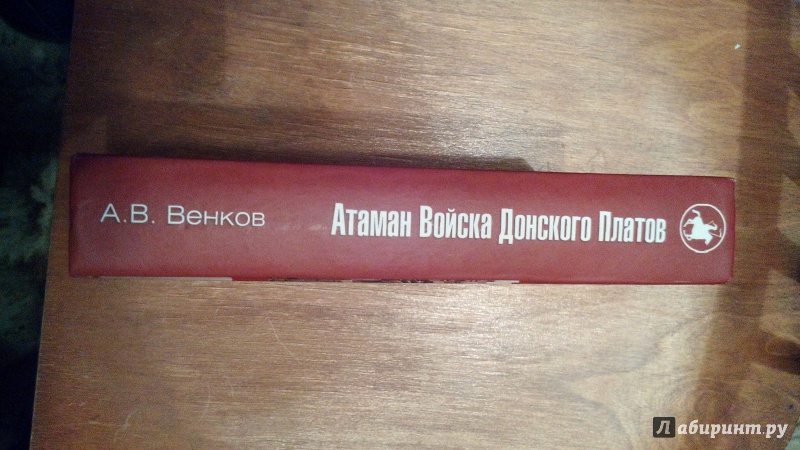 А.В. Венков
Атаман Войска Донского Платов
Лабиринт.ру